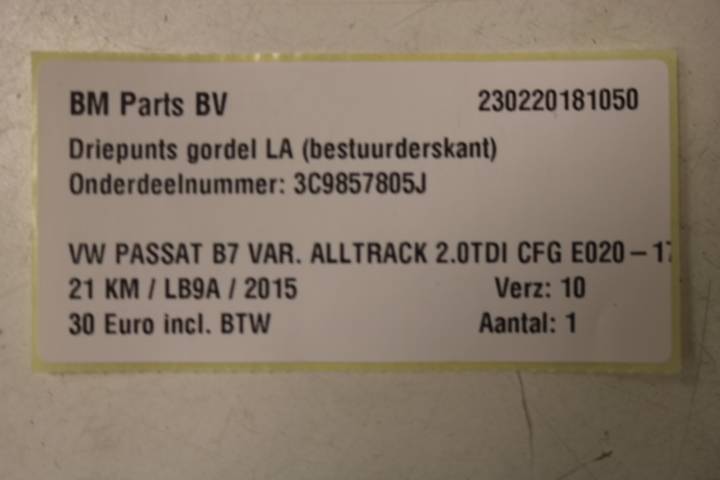 BM Parts BV 230220181050
Driepunts gordel LA (bestuurderskant)
Onderdeelnummer: 3C9857805J
VW PASSAT B7 VAR. ALLTRACK 2.0TDI CFG E020-17
21 KM / LB9A / 2015 Verz: 10
30 Euro incl. BTW Aantal: 1